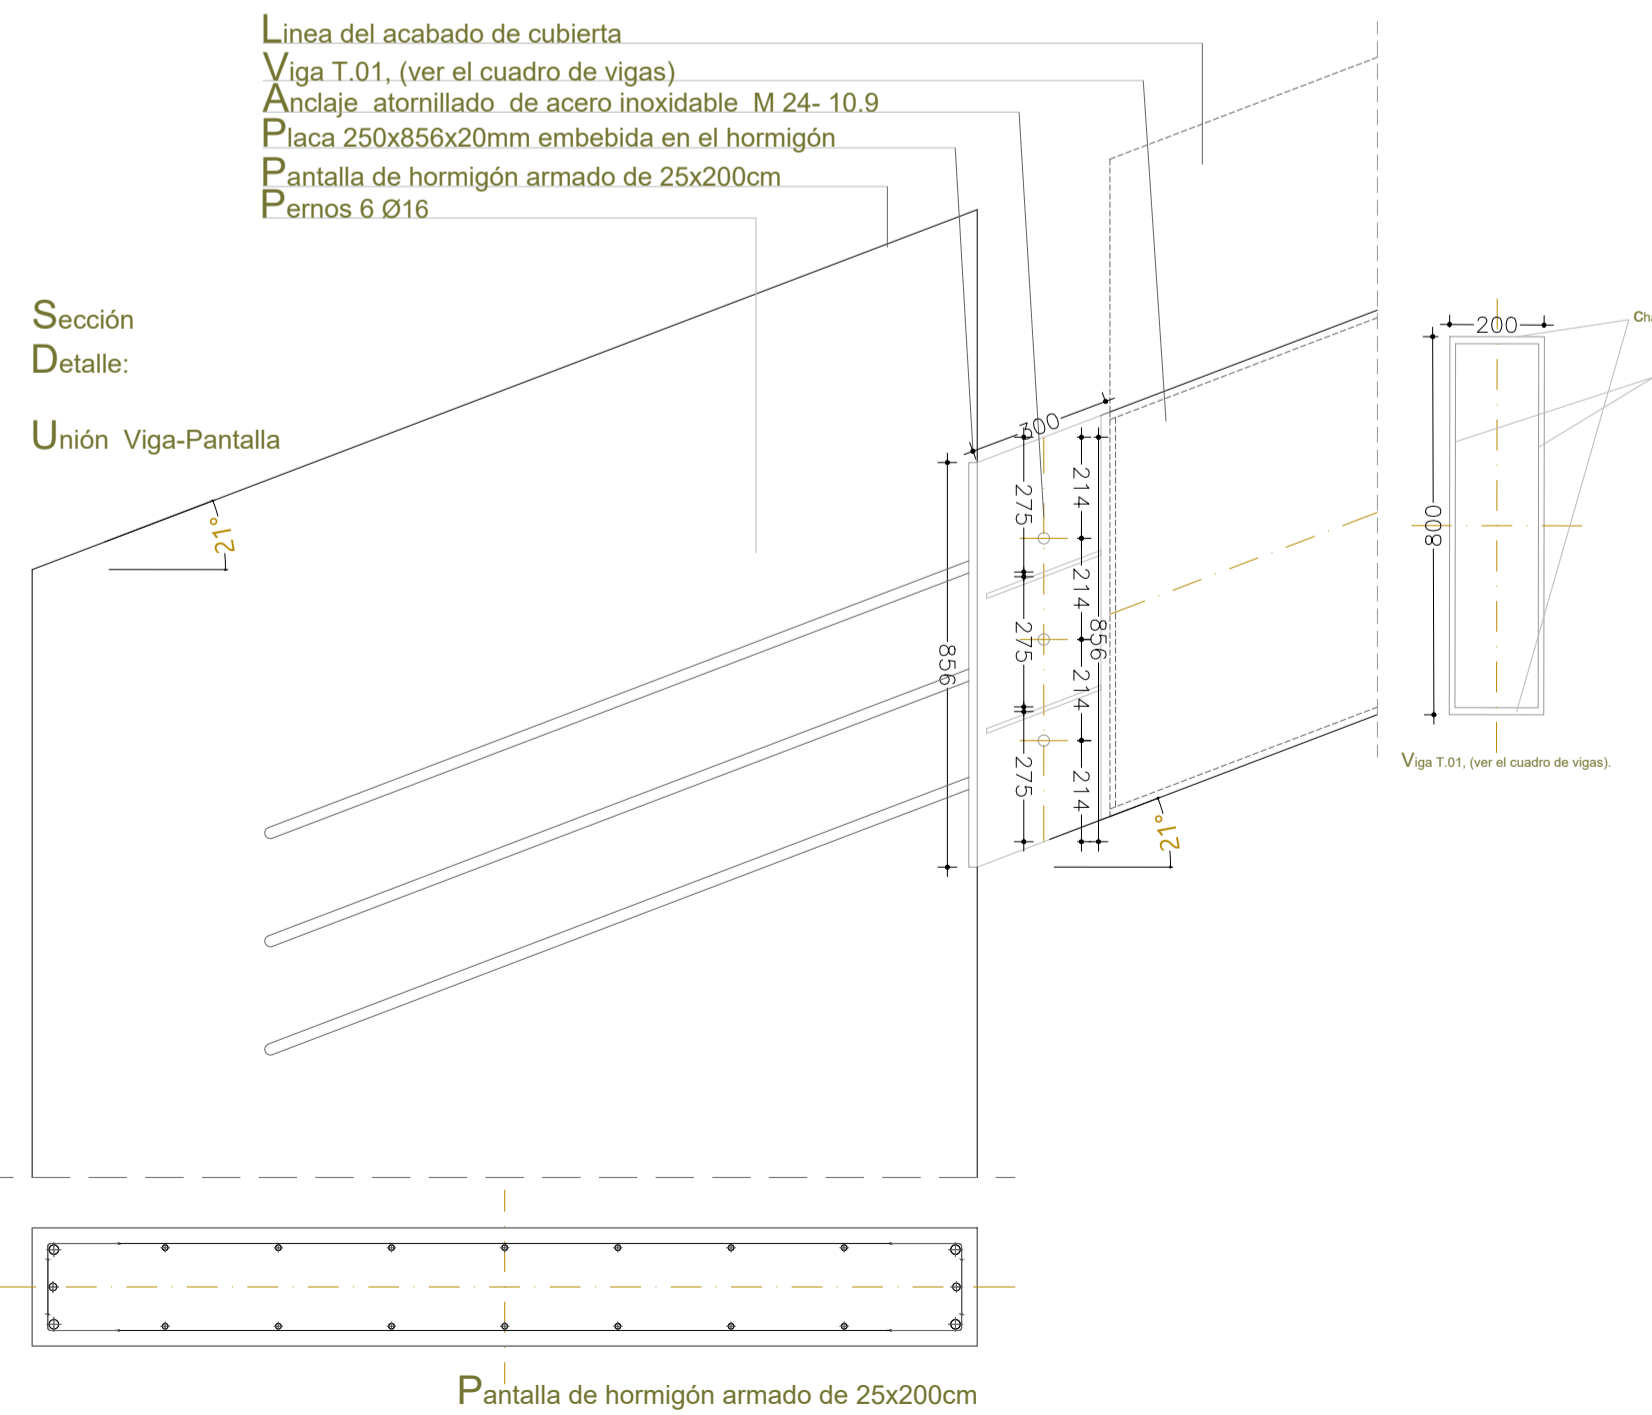 Linea del acabado de cubierta
Viga T.01, (ver el cuadro de vigas)
Anclaje atornillado de acero inoxidable M 24- 10.9
Placa 250x856x20mm embebida en el hormigón
Pantalla de hormigón armado de 25x200cm
Pernos 6 Ø16
Sección
Detalle:
Unión Viga-Pantalla
21°
300
275
275
275
214
214
214
214
856
856
21°
200
800
Cha
Viga T.01, (ver el cuadro de vigas).
Pantalla de hormigón armado de 25x200cm